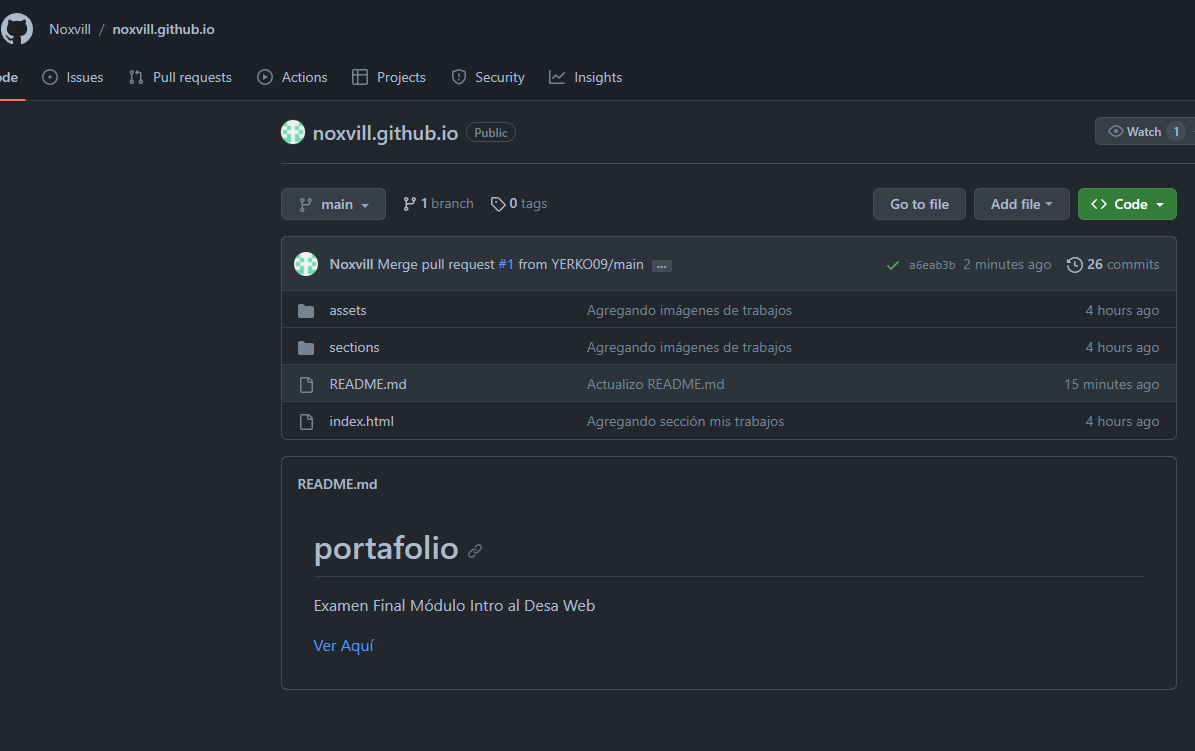 Noxvill / noxvill.github.io
ode Issues Pull requests Actions Projects Security Insights
noxvill.github.io Public Watch 1
main 1 branch 0 tags Go to file Add file Code
Noxvill Merge pull request #1 from YERKO09/main ... a6eab3b 2 minutes ago 26 commits
assets Agregando imágenes de trabajos 4 hours ago
sections Agregando imágenes de trabajos 4 hours ago
README.md Actualizo README.md 15 minutes ago
index.html Agregando sección mis trabajos 4 hours ago
README.md
portafolio
Examen Final Módulo Intro al Desa Web
Ver Aquí